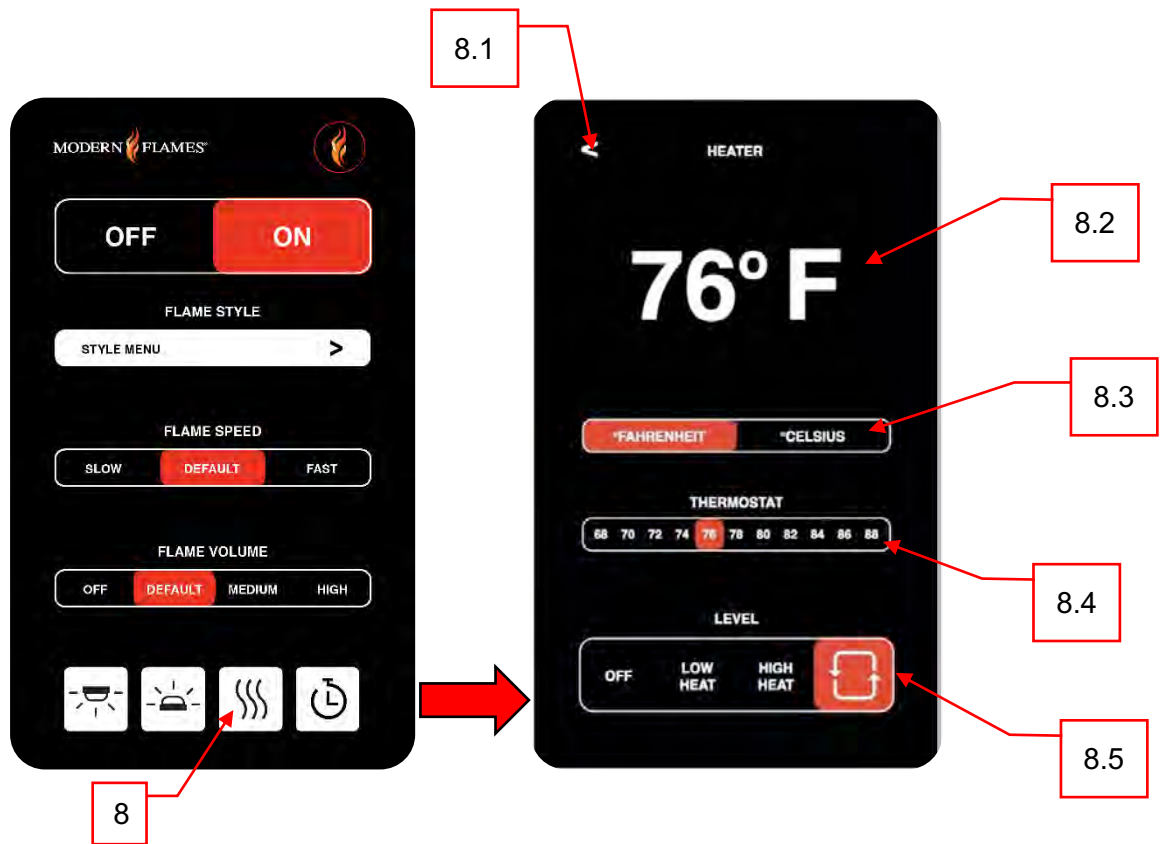 8.1
MODERN FLAMES®
OFF ON
FLAME STYLE
STYLE MENU >
FLAME SPEED
SLOW DEFAULT FAST
FLAME VOLUME
OFF DEFAULT MEDIUM HIGH
8
< HEATER
76° F
8.2
°FAHRENHEIT °CELSIUS
8.3
THERMOSTAT
68 70 72 74 76 78 80 82 84 86 88
8.4
LEVEL
OFF LOW HEAT HIGH HEAT
8.5